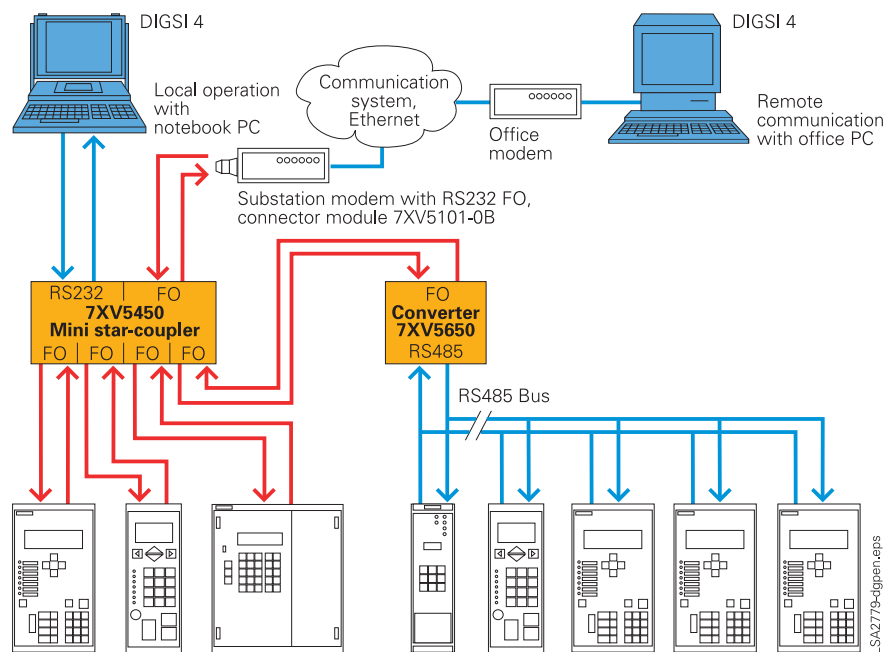 DIGSI 4
Local operation
with
notebook PC
Communication
system,
Ethernet
Office
modem
DIGSI 4
Remote
communication
with office PC
Substation modem with RS232 FO,
connector module 7XV5101-0B
RS232 FO
7XV5450
Mini star-coupler
FO FO FO FO
FO
Converter
7XV5650
RS485
RS485 Bus
LSA2779-dgpen.eps